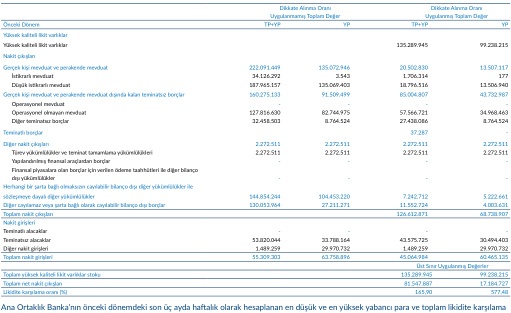 Dikkate Alınma Oranı Dikkate Alınma Oranı
Uygulanmamış Toplam Değer Uygulanmış Toplam Değer
Önceki Dönem TP+YP YP TP+YP YP
Yüksek kaliteli likit varlıklar
Yüksek kaliteli likit varlıklar 135.289.945 99.238.215
Nakit çıkışları
Gerçek kişi mevduat ve perakende mevduat 222.091.449 135.072.946 20.502.830 13.507.117
İstikrarlı mevduat 34.126.292 3.543 1.706.314 177
Düşük istikrarlı mevduat 187.965.157 135.069.403 18.796.516 13.506.940
Gerçek kişi mevduat ve perakende mevduat dışında kalan teminatsız borçlar 160.275.133 91.509.499 85.004.807 43.732.987
Operasyonel mevduat - - - -
Operasyonel olmayan mevduat 127.816.630 82.744.975 57.566.721 34.968.463
Diğer teminatsız borçlar 32.458.503 8.764.524 27.438.086 8.764.524
Teminatlı borçlar 37.287 -
Diğer nakit çıkışları 2.272.511 2.272.511 2.272.511 2.272.511
Türev yükümlülükler ve teminat tamamlama yükümlülükleri 2.272.511 2.272.511 2.272.511 2.272.511
Yapılandırılmış finansal araçlardan borçlar - - - -
Finansal piyasalara olan borçlar için verilen ödeme taahhütleri ile diğer bilanço
dışı yükümlülükler - - - -
Herhangi bir şarta bağlı olmaksızın cayılabilir bilanço dışı diğer yükümlülükler ile
sözleşmeye dayalı diğer yükümlülükler 144.854.244 104.453.220 7.242.712 5.222.661
Diğer cayılamaz veya şarta bağlı olarak cayılabilir bilanço dışı borçlar 130.053.964 27.211.271 11.552.724 4.003.631
Toplam nakit çıkışları 126.612.871 68.738.907
Nakit girişleri
Teminatlı alacaklar - - - -
Teminatsız alacaklar 53.820.044 33.788.164 43.575.725 30.494.403
Diğer nakit girişleri 1.489.259 29.970.732 1.489.259 29.970.732
Toplam nakit girişleri 55.309.303 63.758.896 45.064.984 60.465.135
Üst Sınır Uygulanmış Değerler
Toplam yüksek kaliteli likit varlıklar stoku 135.289.945 99.238.215
Toplam net nakit çıkışları 81.547.887 17.184.727
Likidite karşılama oranı (%) 165,90 577,48
Ana Ortaklık Banka'nın önceki dönemdeki son üç ayda haftalık olarak hesaplanan en düşük ve en yüksek yabancı para ve toplam likidite karşılama